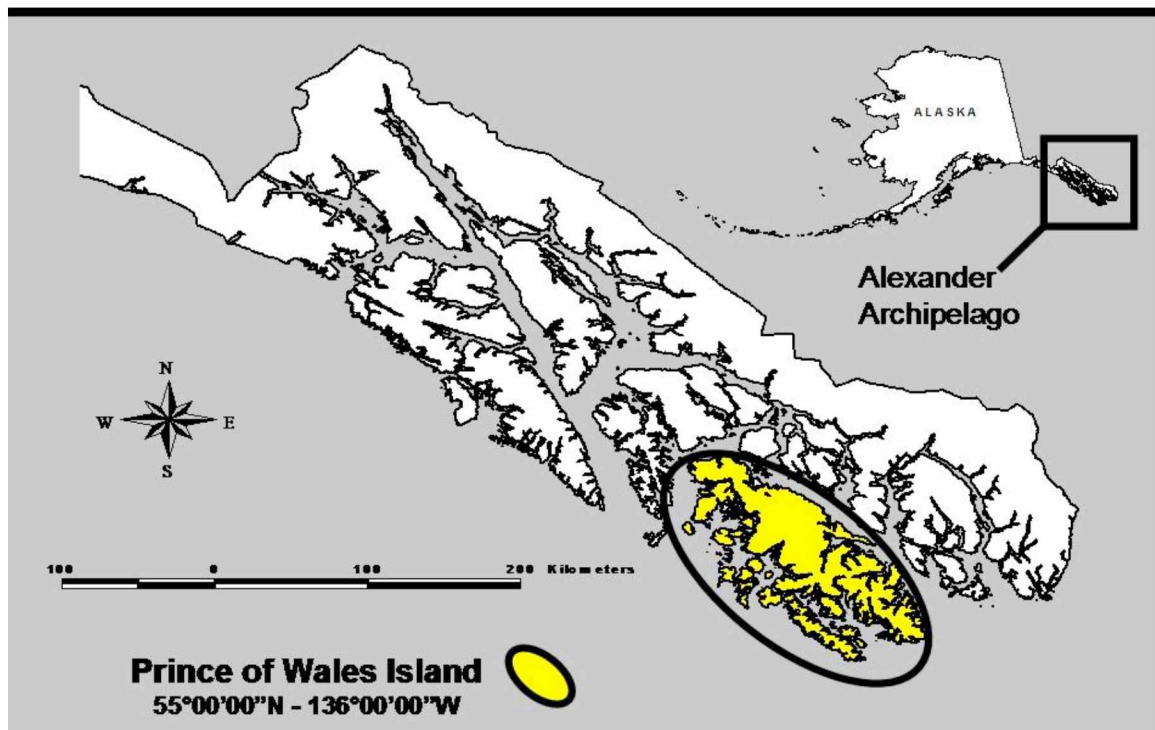 ALASKA
Alexander
Archipelago
N
W E
S
100 0 100 200 Kilometers
Prince of Wales Island
55°00'00”N - 136°00'00”W